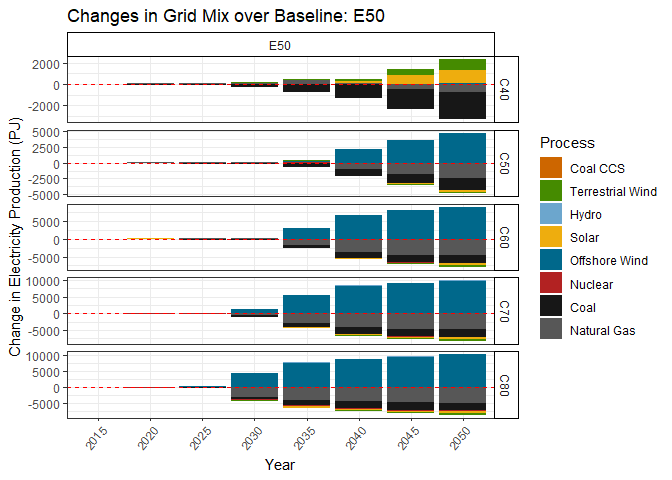 Changes in Grid Mix over Baseline: E50
E50
Change in Electricity Production (PJ)
2000
0
-2000
C40
5000
2500
0
-2500
-5000
C50
5000
0
-5000
C60
10000
5000
0
-5000
C70
10000
5000
0
-5000
C80
2015
2020
2025
2030
2035
2040
2045
2050
Year
Process
Coal CCS
Terrestrial Wind
Hydro
Solar
Offshore Wind
Nuclear
Coal
Natural Gas